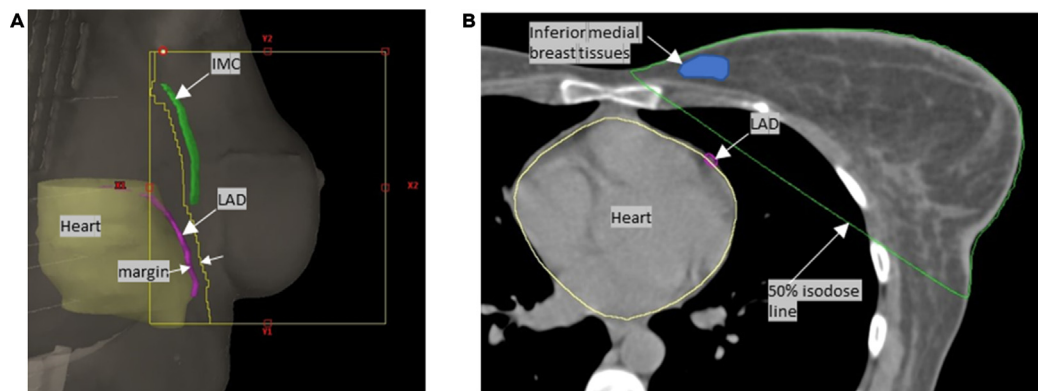 A
Y2
IMC
X1
X2
LAD
Heart
margin
Y1
B
Inferior medial
breast tissues
LAD
Heart
50% isodose
line